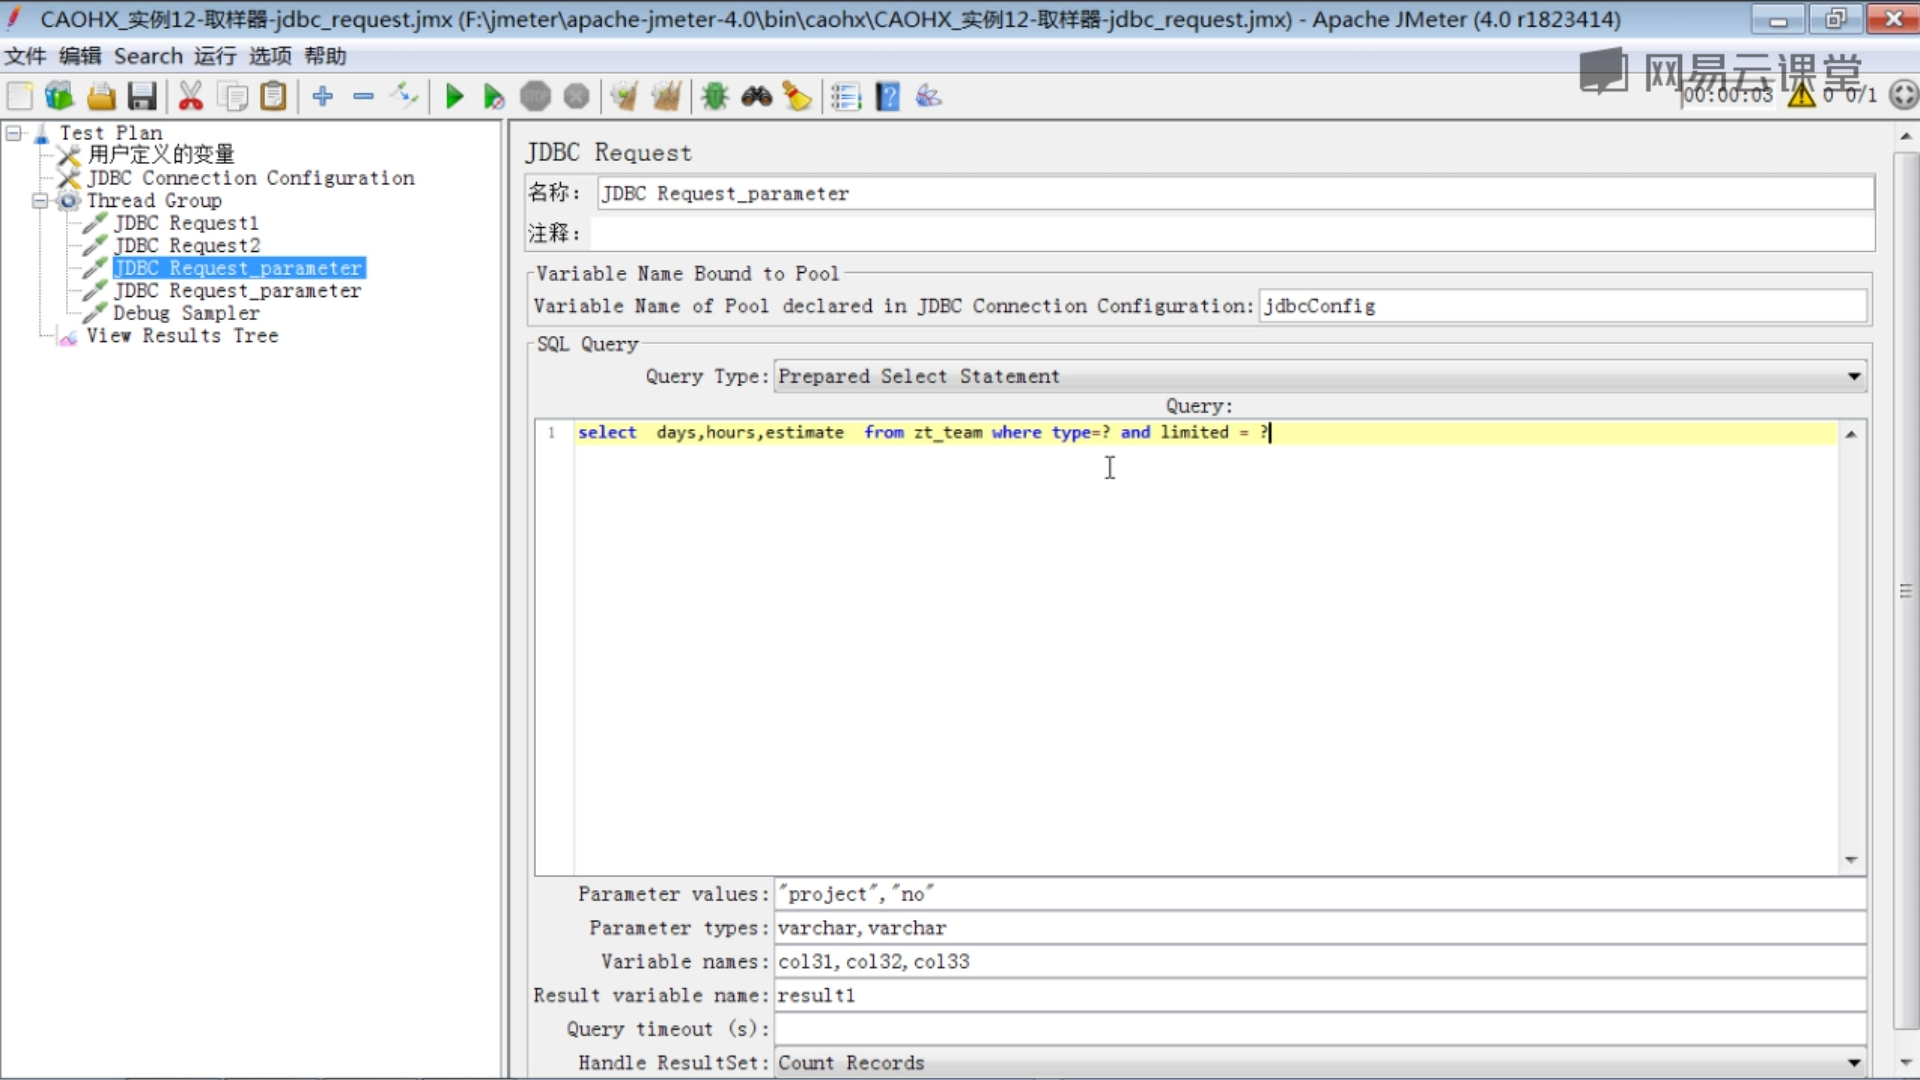 CAOHX_实例12-取样器-jdbc_request.jmx (F:\jmeter\apache-jmeter-4.0\bin\caohx\CAOHX_实例12-取样器-jdbc_request.jmx) - Apache JMeter (4.0 r1823414)
文件 编辑 Search 运行 选项 帮助
网易云课堂
00:00:03 0 0/1
Test Plan
用户定义的变量
JDBC Connection Configuration
Thread Group
JDBC Request1
JDBC Request2
JDBC Request_parameter
JDBC Request_parameter
Debug Sampler
View Results Tree
JDBC Request
名称: JDBC Request_parameter
注释:
Variable Name Bound to Pool
Variable Name of Pool declared in JDBC Connection Configuration: jdbcConfig
SQL Query
Query Type: Prepared Select Statement
Query:
1 select  days,hours,estimate  from zt_team where type=? and limited = ?
Parameter values: "project","no"
Parameter types: varchar,varchar
Variable names: col31,col32,col33
Result variable name: result1
Query timeout (s):
Handle ResultSet: Count Records